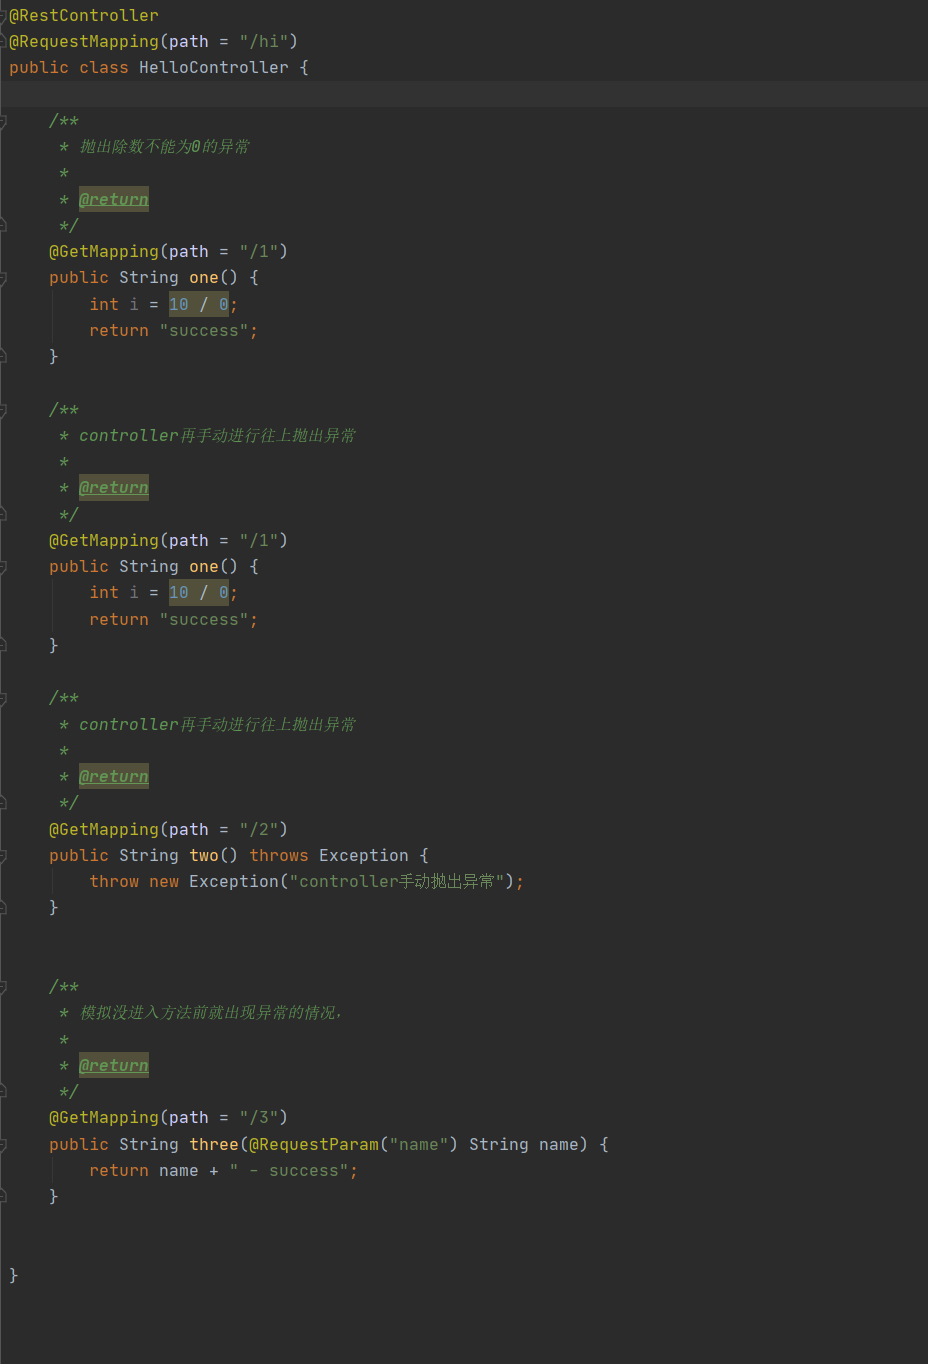 @RestController
@RequestMapping(path = "/hi")
public class HelloController {
/**
* 抛出除数不能为0的异常
*
* @return
*/
@GetMapping(path = "/1")
public String one() {
int i = 10 / 0;
return "success";
}
/**
* controller再手动进行往上抛出异常
*
* @return
*/
@GetMapping(path = "/1")
public String one() {
int i = 10 / 0;
return "success";
}
/**
* controller再手动进行往上抛出异常
*
* @return
*/
@GetMapping(path = "/2")
public String two() throws Exception {
throw new Exception("controller手动抛出异常");
}
/**
* 模拟没进入方法前就出现异常的情况，
*
* @return
*/
@GetMapping(path = "/3")
public String three(@RequestParam("name") String name) {
return name + " - success";
}
}